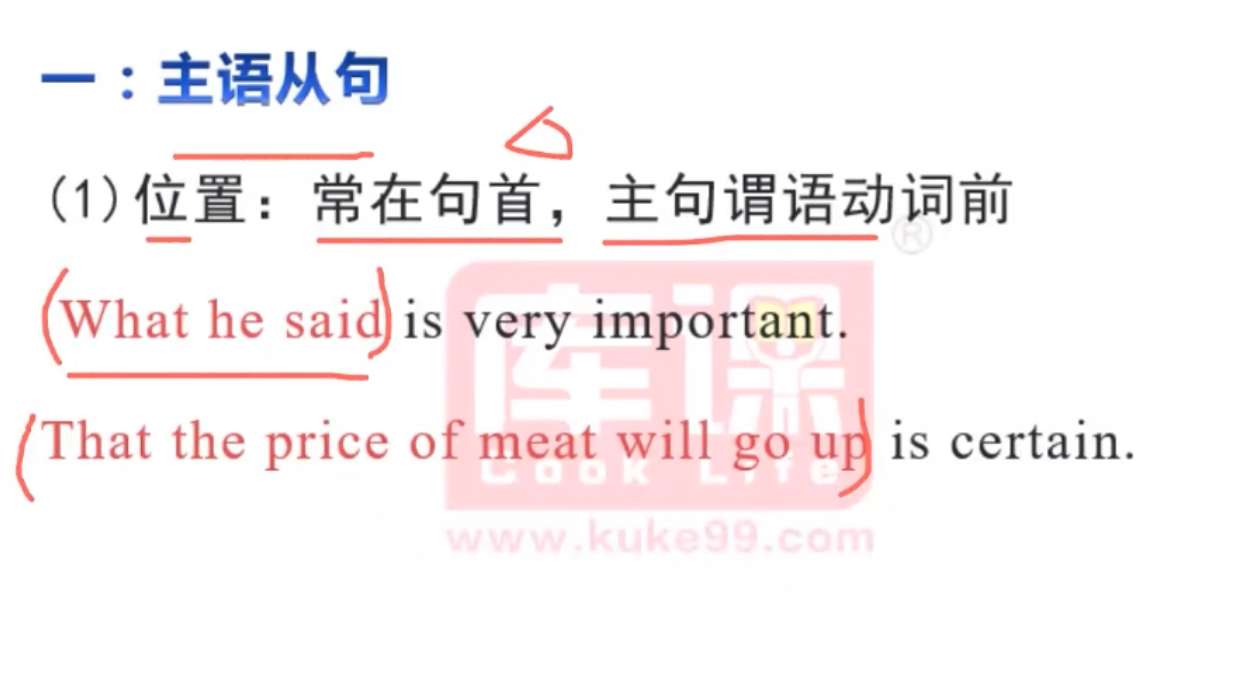 一：主语从句
(1)位置：常在句首，主句谓语动词前
®
What he said is very important.
库课
That the price of meat will go up is certain.
Cook Life
www.kuke99.com